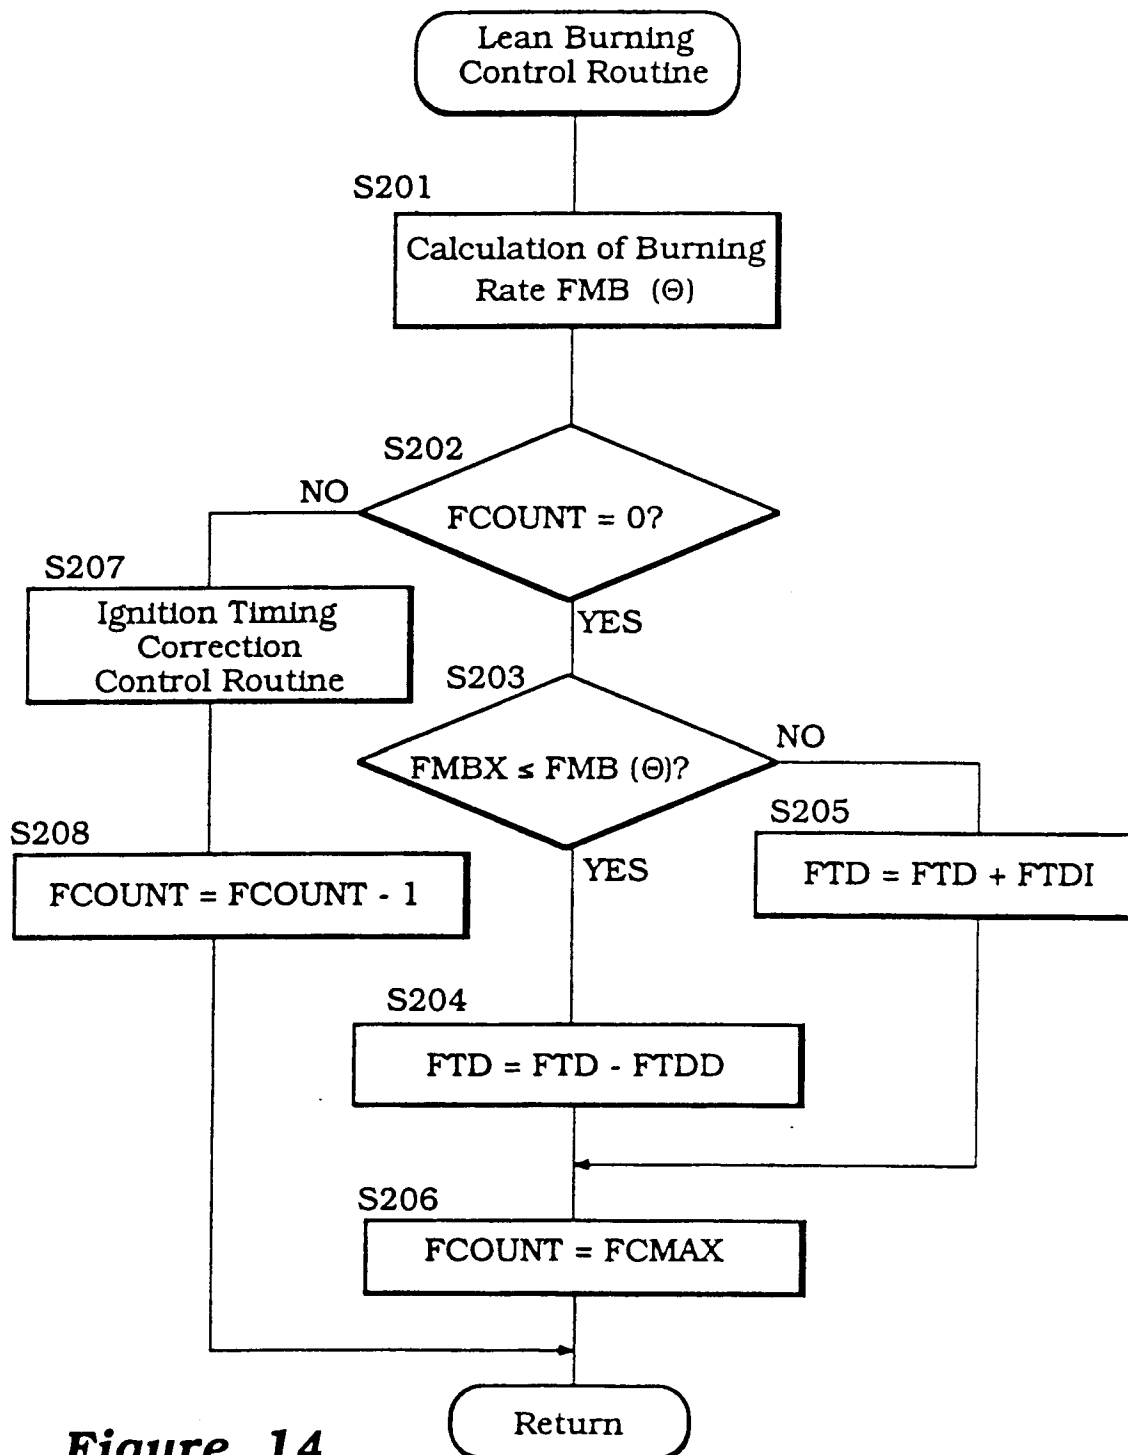 Lean Burning
Control Routine
S201
Calculation of Burning
Rate FMB (Θ)
S202
NO
FCOUNT = 0?
YES
S207
Ignition Timing
Correction
Control Routine
S203
FMBX ≤ FMB (Θ)?
NO
YES
S205
FTD = FTD + FTDI
S208
FCOUNT = FCOUNT - 1
S204
FTD = FTD - FTDD
S206
FCOUNT = FCMAX
Return
Figure 14